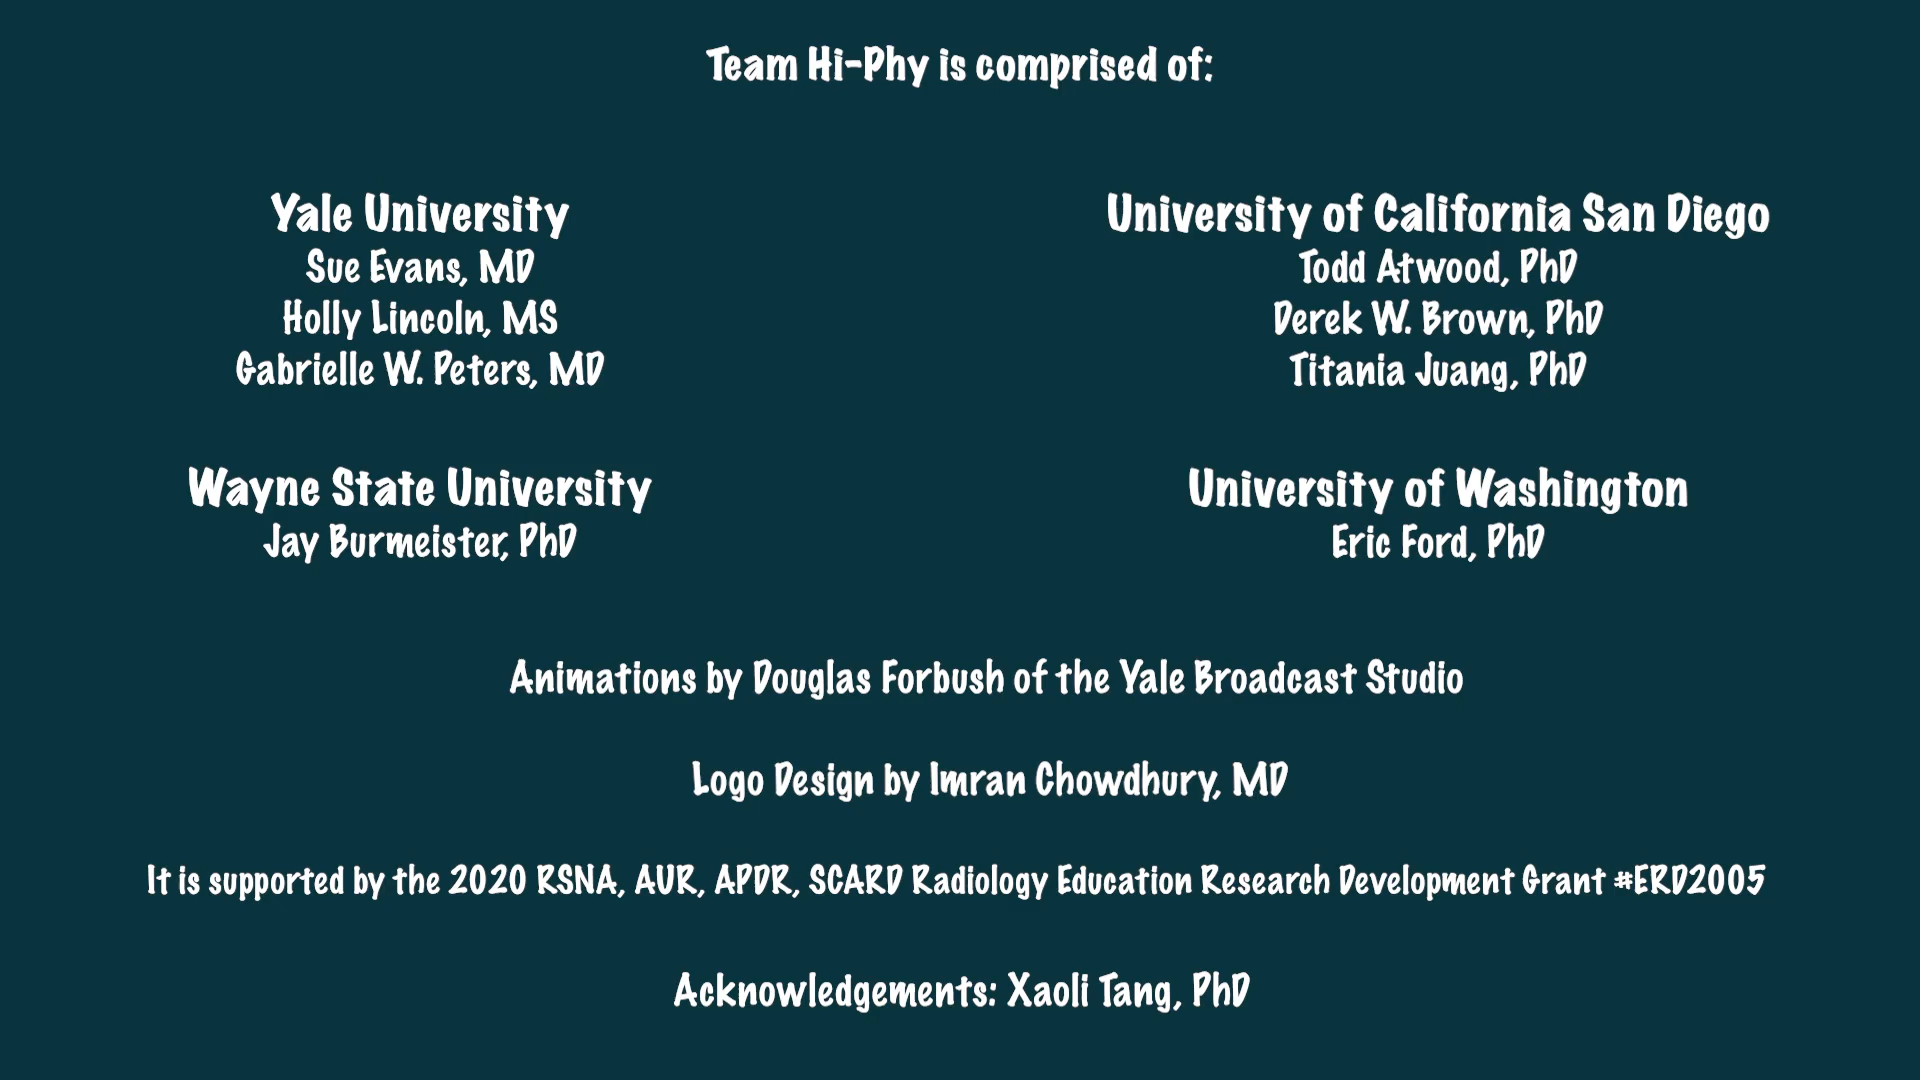 Team Hi-Phy is comprised of:
Yale University
Sue Evans, MD
Holly Lincoln, MS
Gabrielle W. Peters, MD
University of California San Diego
Todd Atwood, PhD
Derek W. Brown, PhD
Titania Juang, PhD
Wayne State University
Jay Burmeister, PhD
University of Washington
Eric Ford, PhD
Animations by Douglas Forbush of the Yale Broadcast Studio
Logo Design by Imran Chowdhury, MD
It is supported by the 2020 RSNA, AUR, APDR, SCARD Radiology Education Research Development Grant #ERD2005
Acknowledgements: Xaoli Tang, PhD